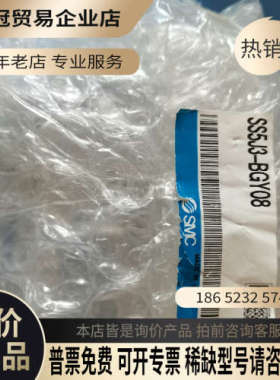 冠贸易企业店
年老店 专业服务
热销
SS5J3-BGY08
SMC
186 5232 574
价
品
本店皆是询价产品 拍前咨询客服
票免费 可开专票 稀缺型号请咨